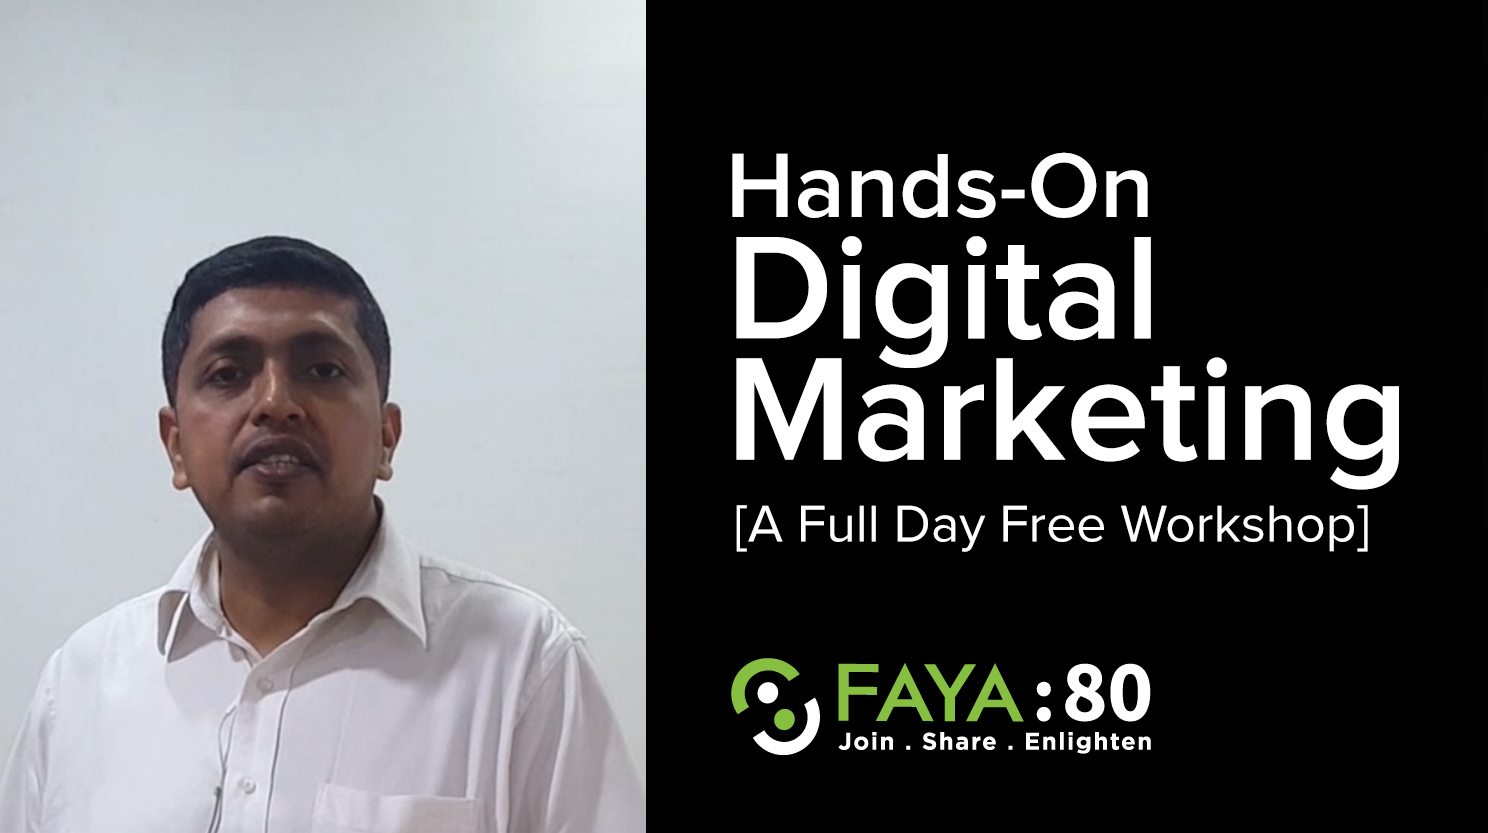 Hands-On
Digital
Marketing
[A Full Day Free Workshop]
FAYA:80
Join . Share . Enlighten